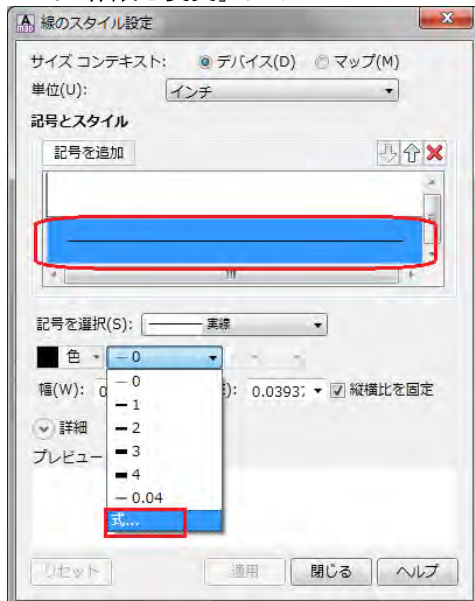 線のスタイル設定
サイズ コンテキスト: デバイス(D) マップ(M)
単位(U): インチ
記号とスタイル
記号を追加
記号を選択(S): 実線
色 0
幅(W): 0.03937 縦横比を固定
0
1
詳細 2
プレビュー 3
4
0.04
式...
リセット 適用 閉じる ヘルプ